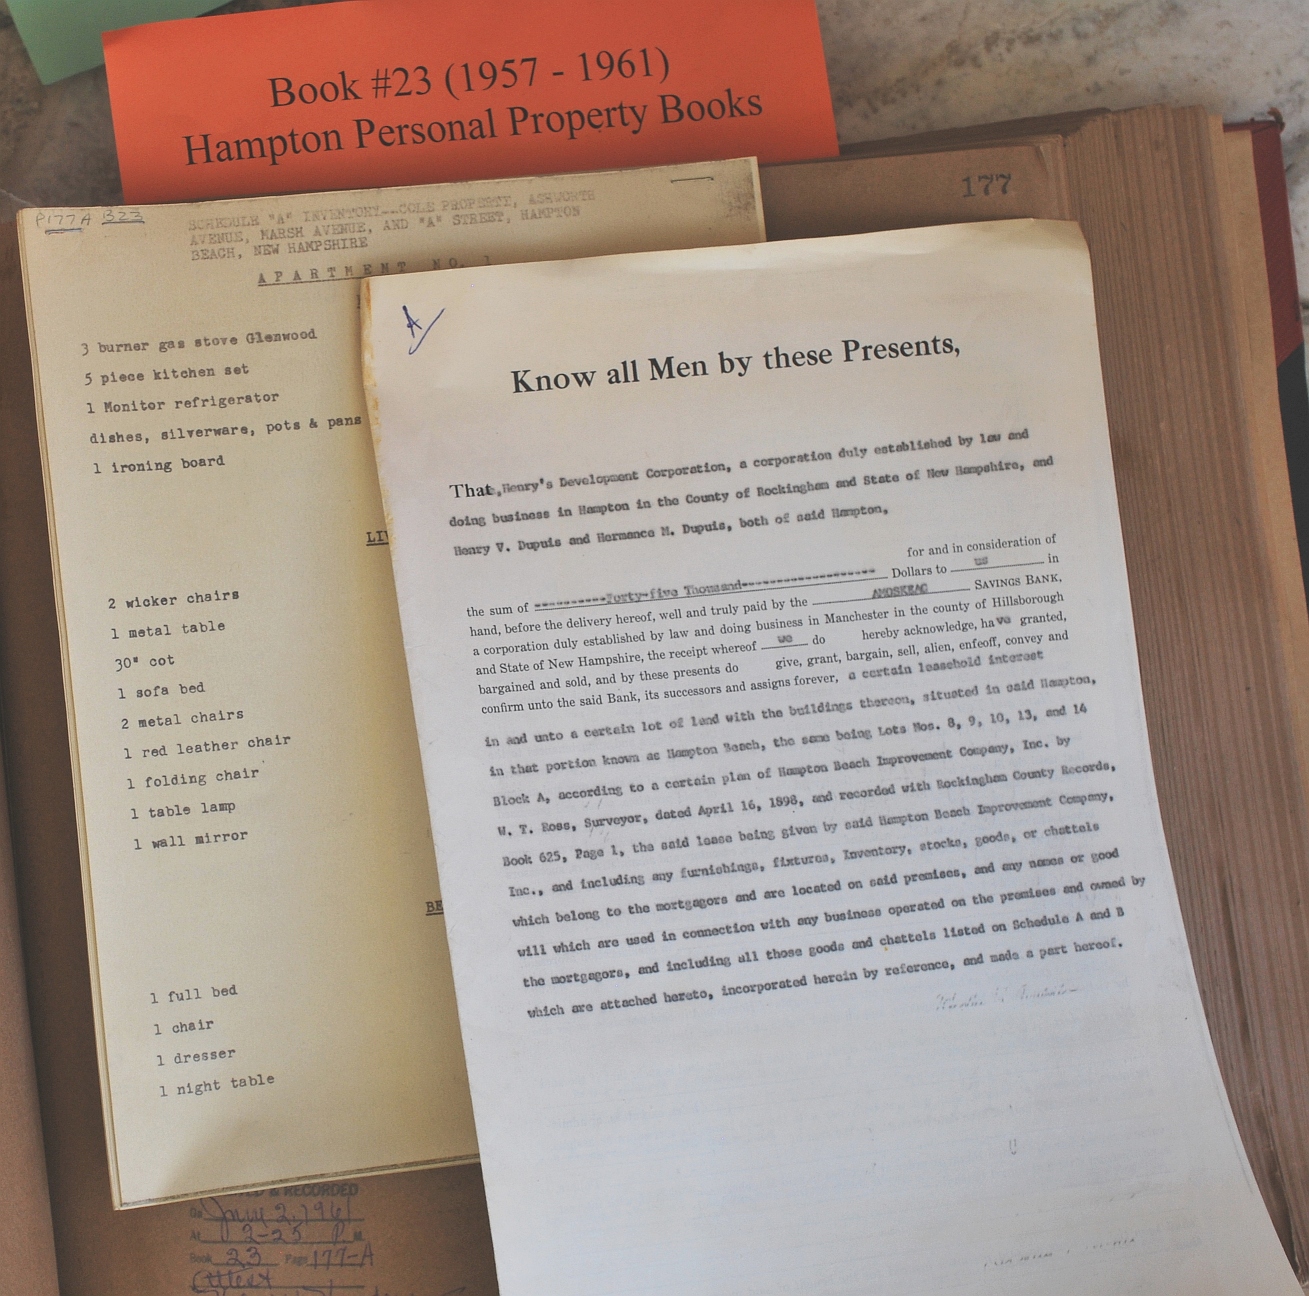 Book #23 (1957 - 1961)
Hampton Personal Property Books
177
P177A B23
SCHEDULE "A" INVENTORY--COLE PROPERTY, ASHWORTH
AVENUE, MARSH AVENUE, AND "A" STREET, HAMPTON
BEACH, NEW HAMPSHIRE
APARTMENT NO. 1
3 burner gas stove Glenwood
5 piece kitchen set
1 Monitor refrigerator
dishes, silverware, pots & pans
1 ironing board
LI
2 wicker chairs
1 metal table
30" cot
1 sofa bed
2 metal chairs
1 red leather chair
1 folding chair
1 table lamp
1 wall mirror
BE
1 full bed
1 chair
1 dresser
1 night table
& RECORDED
2, 1961
At 2-25 P. M.
Book 23 Page 177-A
Attest
A
Know all Men by these Presents,
That, Henry's Development Corporation, a corporation duly established by law and
doing business in Hampton in the County of Rockingham and State of New Hampshire, and
Henry V. Dupuis and Hermance M. Dupuis, both of said Hampton,
for and in consideration of
the sum of ----------Forty-five Thousand-------------------- Dollars to us in
hand, before the delivery hereof, well and truly paid by the AMOSKEAG SAVINGS BANK,
a corporation duly established by law and doing business in Manchester in the county of Hillsborough
and State of New Hampshire, the receipt whereof we do hereby acknowledge, have granted,
bargained and sold, and by these presents do give, grant, bargain, sell, alien, enfeoff, convey and
confirm unto the said Bank, its successors and assigns forever, a certain leasehold interest
in and unto a certain lot of land with the buildings thereon, situated in said Hampton,
in that portion known as Hampton Beach, the same being Lots Nos. 8, 9, 10, 13, and 14
Block A, according to a certain plan of Hampton Beach Improvement Company, Inc. by
W. T. Ross, Surveyor, dated April 16, 1898, and recorded with Rockingham County Records,
Book 625, Page 1, the said lease being given by said Hampton Beach Improvement Company,
Inc., and including any furnishings, fixtures, Inventory, stocks, goods, or chattels
which belong to the mortgagors and are located on said premises, and any names or good
will which are used in connection with any business operated on the premises and owned by
the mortgagors, and including all those goods and chattels listed on Schedule A and B
which are attached hereto, incorporated herein by reference, and made a part hereof.